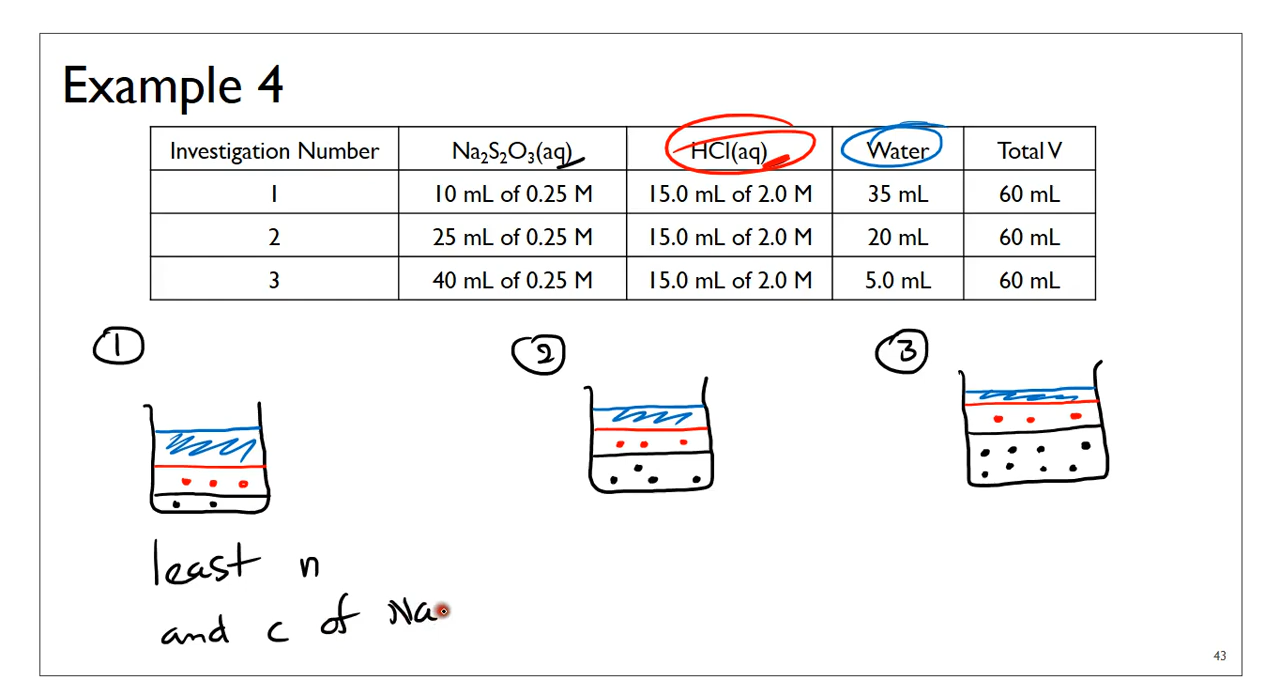 Example 4
Investigation Number Na₂S₂O₃(aq) HCl(aq) Water Total V
1 10 mL of 0.25 M 15.0 mL of 2.0 M 35 mL 60 mL
2 25 mL of 0.25 M 15.0 mL of 2.0 M 20 mL 60 mL
3 40 mL of 0.25 M 15.0 mL of 2.0 M 5.0 mL 60 mL
1 2 3
least n
and c of Na
43